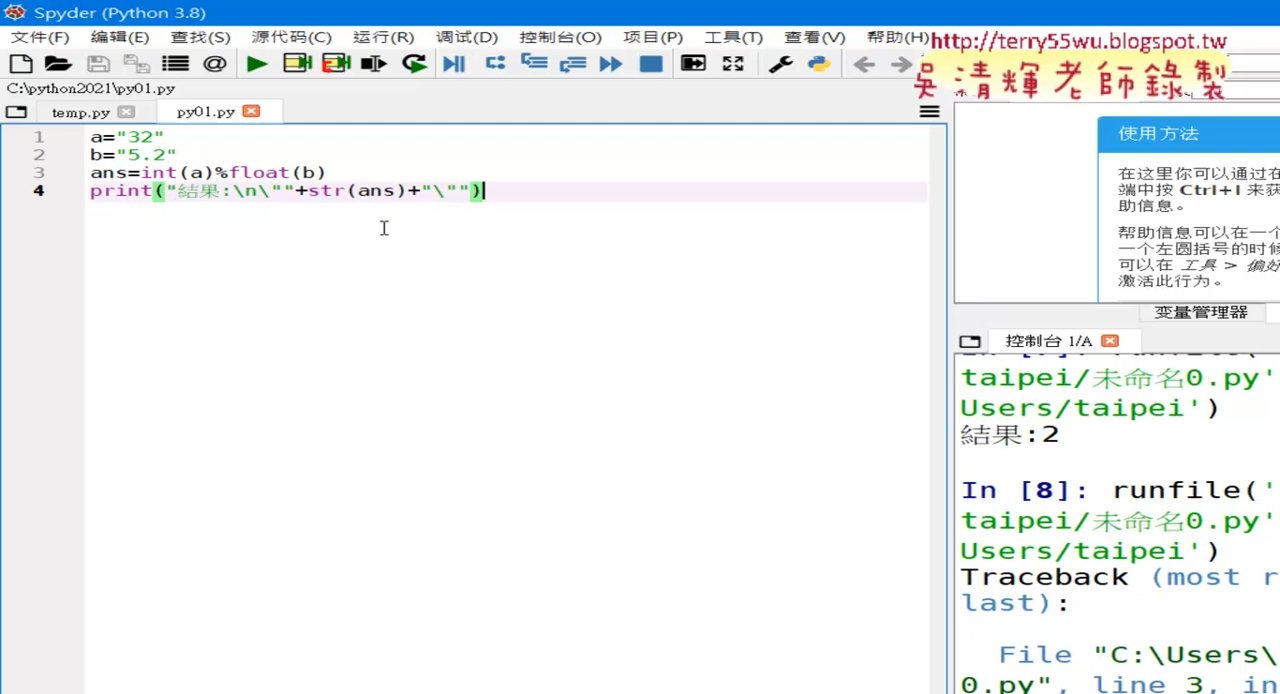 Spyder (Python 3.8)
文件(F) 编辑(E) 查找(S) 源代码(C) 运行(R) 调试(D) 控制台(O) 项目(P) 工具(T) 查看(V) 帮助(H)
http://terry55wu.blogspot.tw
吳清輝老師錄製
C:\python2021\py01.py
temp.py py01.py
1 a="32"
2 b="5.2"
3 ans=int(a)%float(b)
4 print("結果:\n\""+str(ans)+"\"")
使用方法
在这里你可以通过在
端中按 Ctrl+I 来获
助信息。
帮助信息可以在一个
一个左圆括号的时候
可以在 工具 > 偏好
激活此行为。
变量管理器
控制台 1/A
taipei/未命名0.py'
Users/taipei')
結果:2
In [8]: runfile('
taipei/未命名0.py'
Users/taipei')
Traceback (most r
last):
File "C:\Users\
0.py", line 3, in